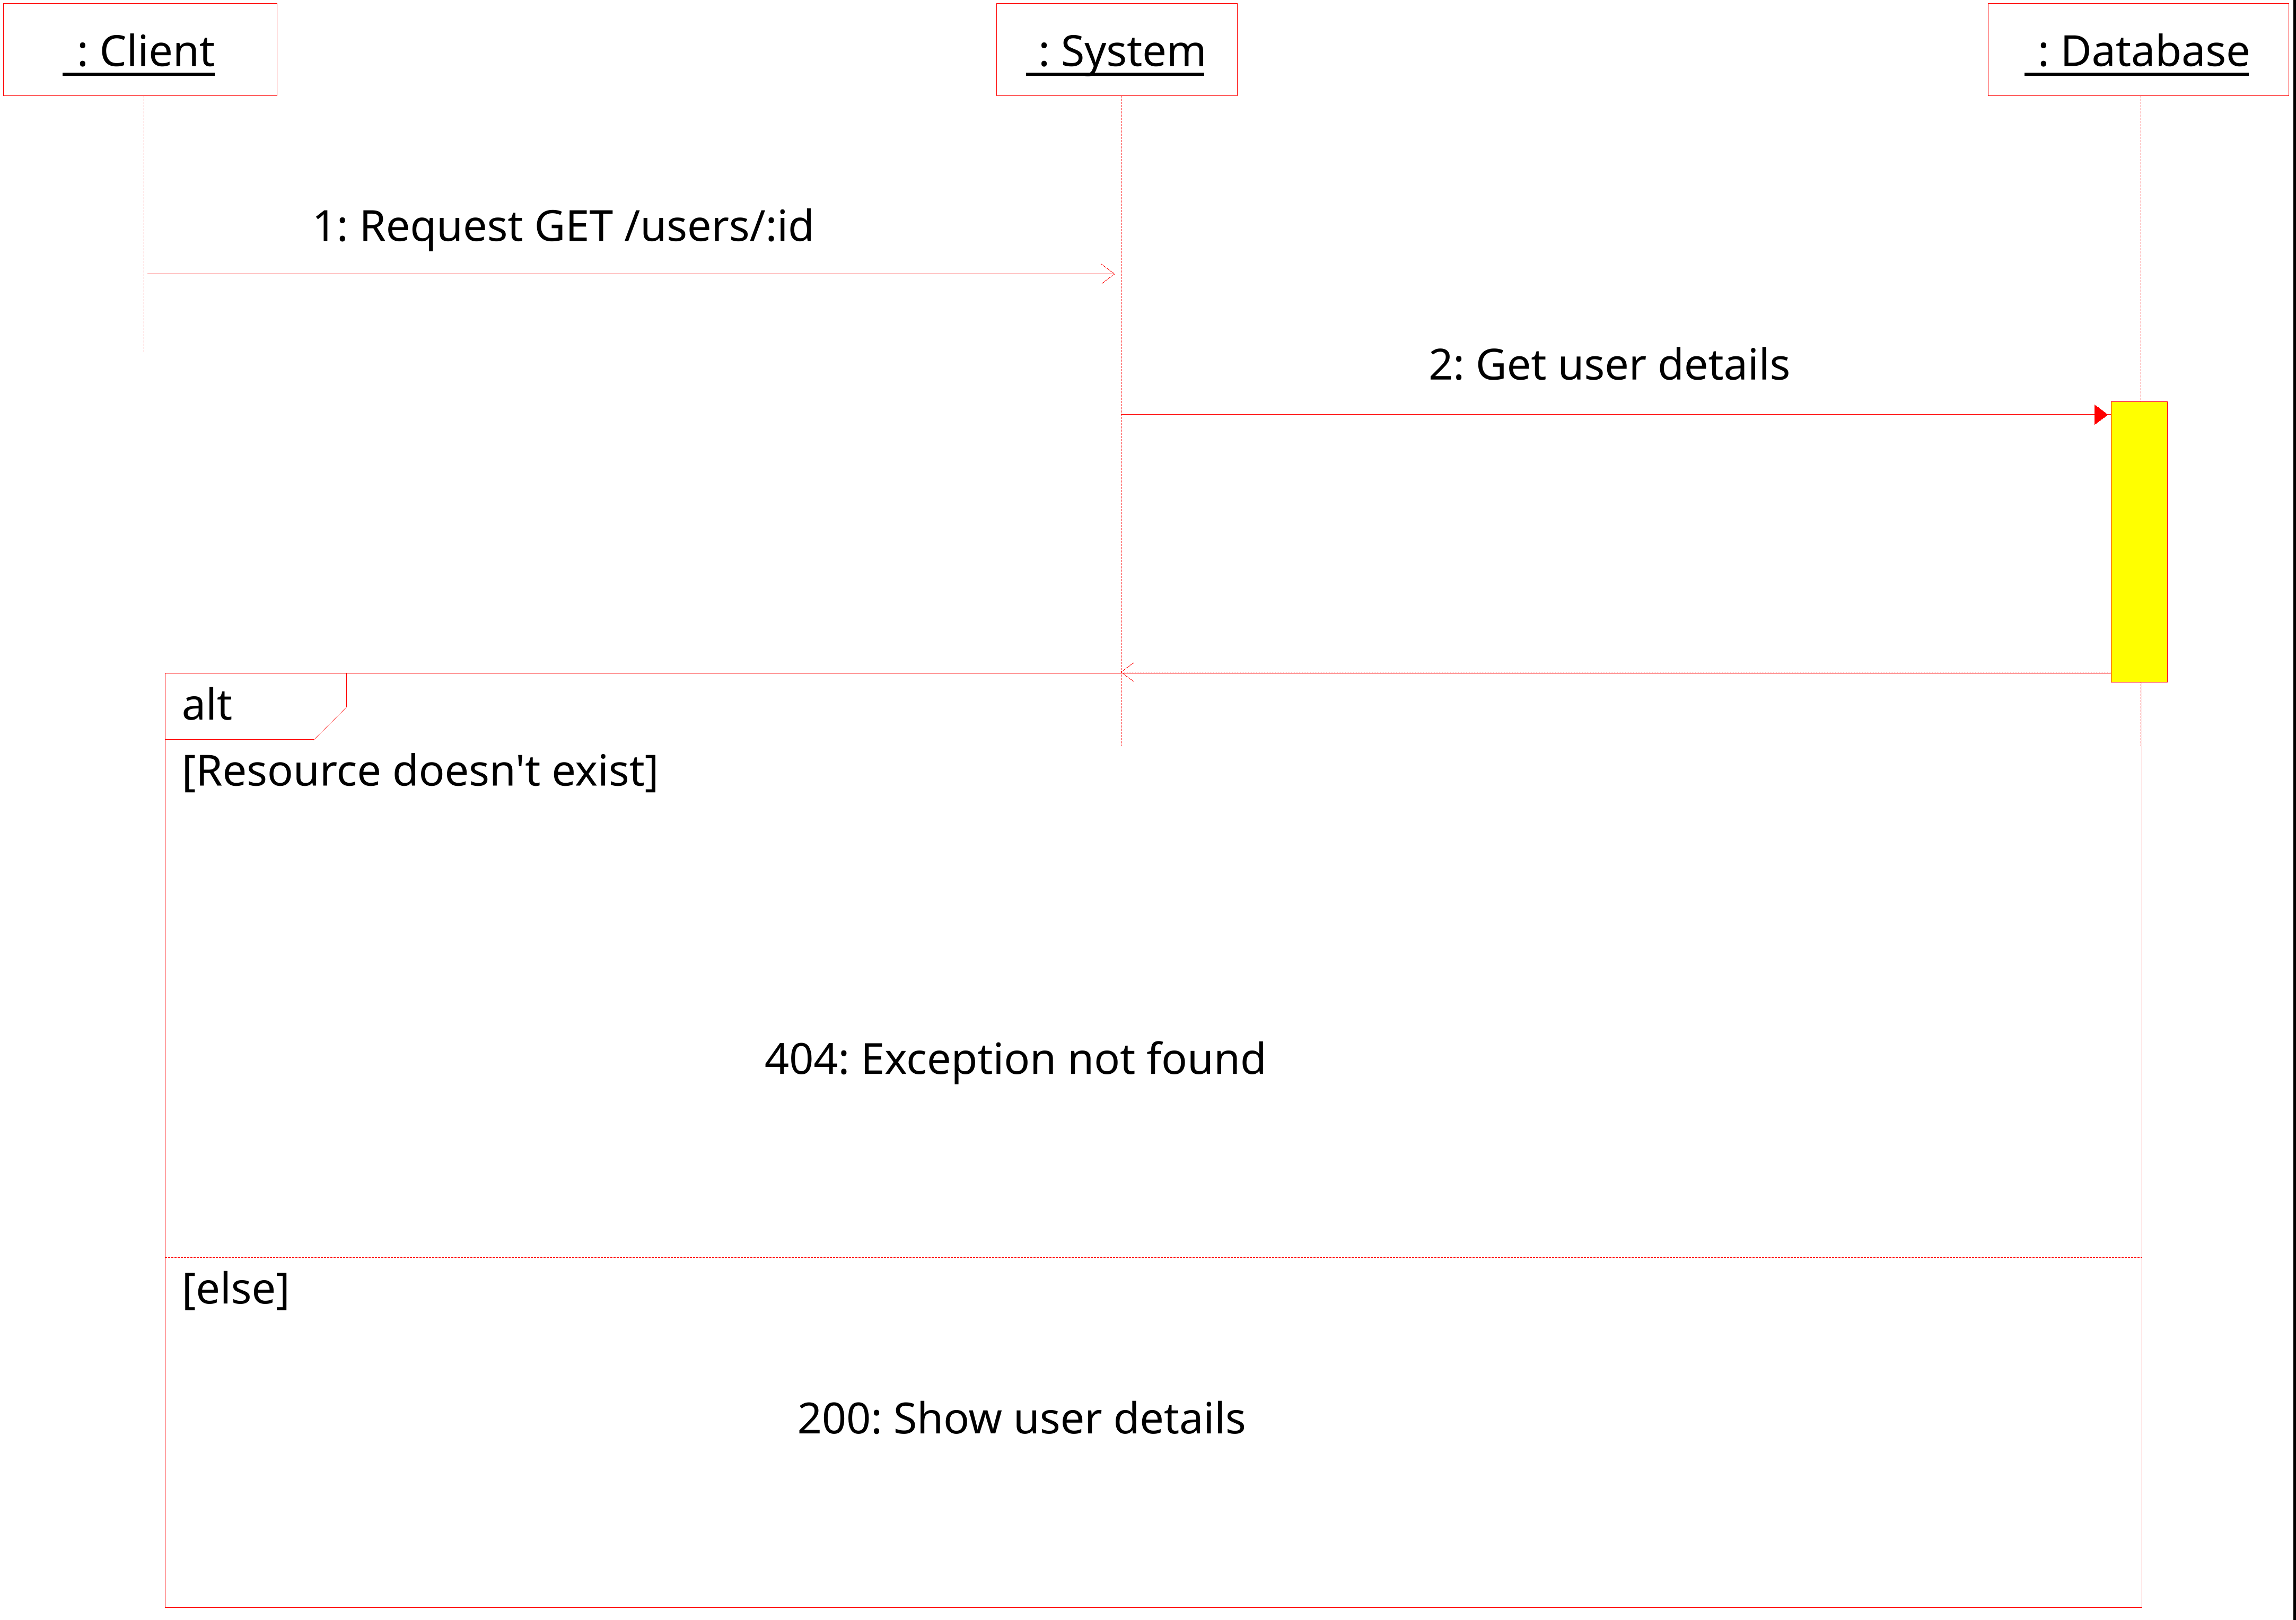 : Client
: System
: Database
1: Request GET /users/:id
2: Get user details
alt
[Resource doesn't exist]
404: Exception not found
[else]
200: Show user details